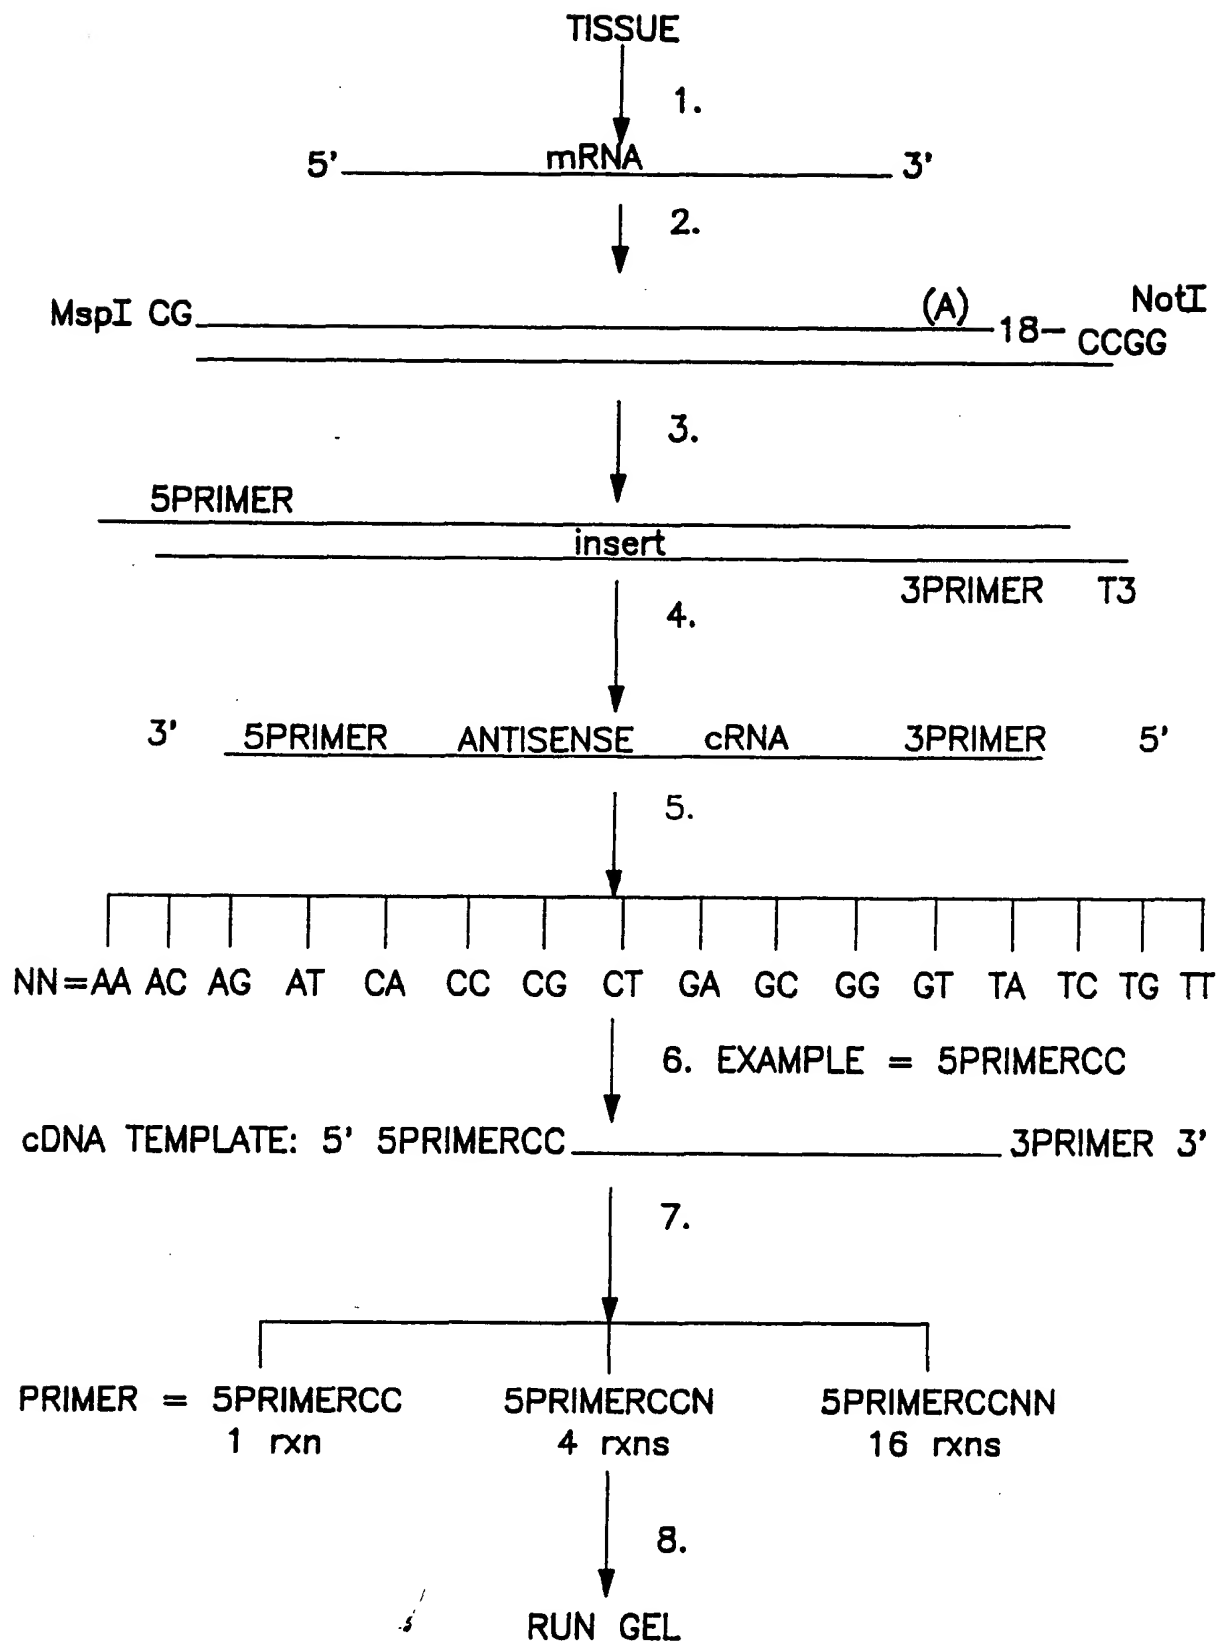 TISSUE
1.
5' mRNA 3'
2.
MspI CG (A) 18- CCGG NotI
3.
5PRIMER
insert
3PRIMER T3
4.
3' 5PRIMER ANTISENSE cRNA 3PRIMER 5'
5.
NN=AA AC AG AT CA CC CG CT GA GC GG GT TA TC TG TT
6. EXAMPLE = 5PRIMERCC
cDNA TEMPLATE: 5' 5PRIMERCC 3PRIMER 3'
7.
PRIMER = 5PRIMERCC 5PRIMERCCN 5PRIMERCCNN
1 rxn 4 rxns 16 rxns
8.
RUN GEL